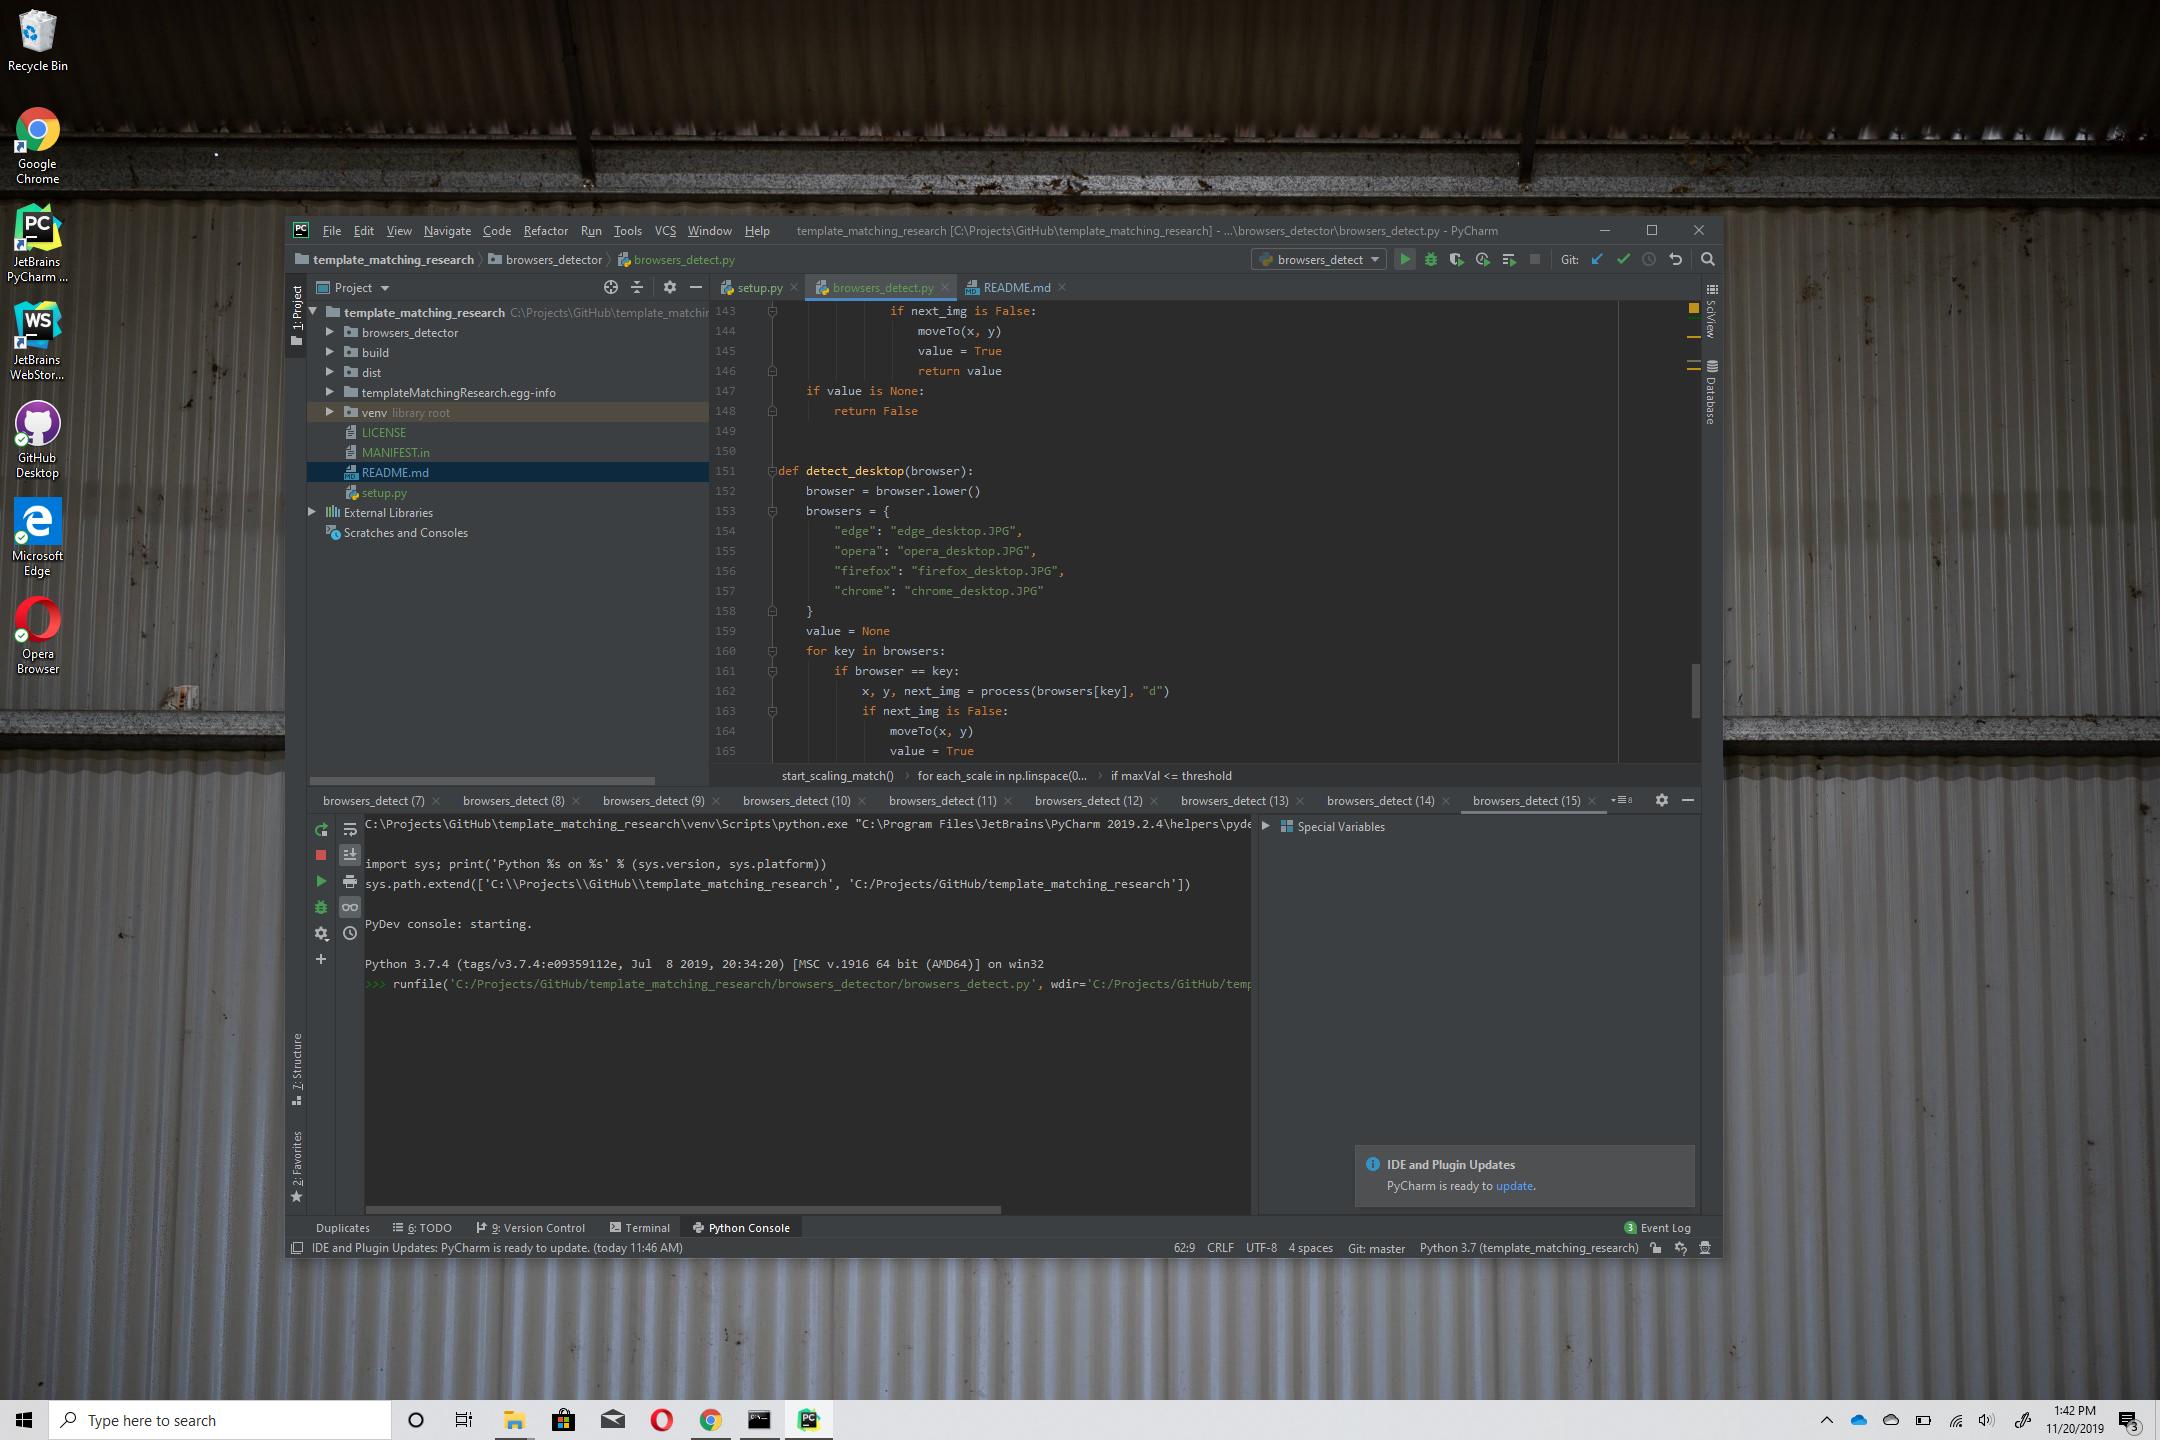 Recycle Bin
Google
Chrome
JetBrains
PyCharm ...
JetBrains
WebStor...
GitHub
Desktop
Microsoft
Edge
Opera
Browser
PC
File Edit View Navigate Code Refactor Run Tools VCS Window Help template_matching_research [C:\Projects\GitHub\template_matching_research] - ...\browsers_detector\browsers_detect.py - PyCharm
template_matching_research browsers_detector browsers_detect.py browsers_detect Git:
1: Project
Project
setup.py browsers_detect.py README.md
template_matching_research C:\Projects\GitHub\template_matchin
browsers_detector
build
dist
templateMatchingResearch.egg-info
venv library root
LICENSE
MANIFEST.in
README.md
setup.py
External Libraries
Scratches and Consoles
143 if next_img is False:
144 moveTo(x, y)
145 value = True
146 return value
147 if value is None:
148 return False
149
150
151 def detect_desktop(browser):
152 browser = browser.lower()
153 browsers = {
154 "edge": "edge_desktop.JPG",
155 "opera": "opera_desktop.JPG",
156 "firefox": "firefox_desktop.JPG",
157 "chrome": "chrome_desktop.JPG"
158 }
159 value = None
160 for key in browsers:
161 if browser == key:
162 x, y, next_img = process(browsers[key], "d")
163 if next_img is False:
164 moveTo(x, y)
165 value = True
start_scaling_match() for each_scale in np.linspace(0... if maxVal <= threshold
SciView
Database
browsers_detect (7) browsers_detect (8) browsers_detect (9) browsers_detect (10) browsers_detect (11) browsers_detect (12) browsers_detect (13) browsers_detect (14) browsers_detect (15) 8
C:\Projects\GitHub\template_matching_research\venv\Scripts\python.exe "C:\Program Files\JetBrains\PyCharm 2019.2.4\helpers\pyde
import sys; print('Python %s on %s' % (sys.version, sys.platform))
sys.path.extend(['C:\\Projects\\GitHub\\template_matching_research', 'C:/Projects/GitHub/template_matching_research'])
PyDev console: starting.
Python 3.7.4 (tags/v3.7.4:e09359112e, Jul  8 2019, 20:34:20) [MSC v.1916 64 bit (AMD64)] on win32
>>> runfile('C:/Projects/GitHub/template_matching_research/browsers_detector/browsers_detect.py', wdir='C:/Projects/GitHub/temp
Special Variables
7: Structure
2: Favorites
IDE and Plugin Updates
PyCharm is ready to update.
Duplicates 6: TODO 9: Version Control Terminal Python Console 3 Event Log
IDE and Plugin Updates: PyCharm is ready to update. (today 11:46 AM) 62:9 CRLF UTF-8 4 spaces Git: master Python 3.7 (template_matching_research)
Type here to search
1:42 PM
11/20/2019
3